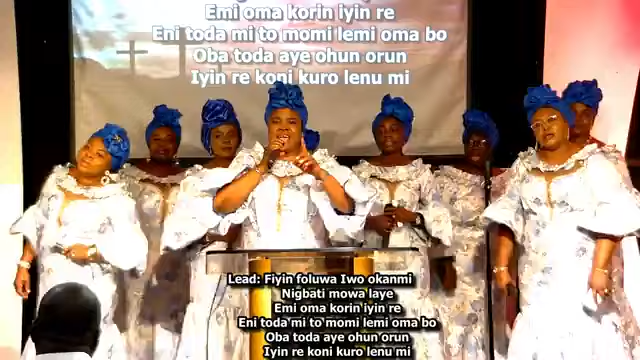 Emi oma korin iyin re
Eni toda mi to momi lemi oma bo
Oba toda aye ohun orun
Iyin re koni kuro lenu mi
Lead: Fiyin foluwa Iwo okanmi
Nigbati mowa laye
Emi oma korin iyin re
Eni toda mi to momi lemi oma bo
Oba toda aye ohun orun
Iyin re koni kuro lenu mi